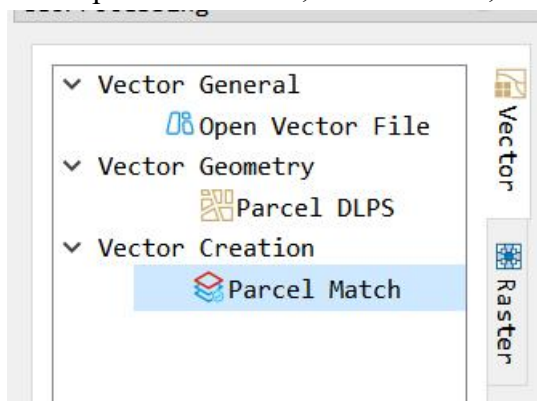 Vector General
Open Vector File
Vector Geometry
Parcel DLPS
Vector Creation
Parcel Match
Vector
Raster